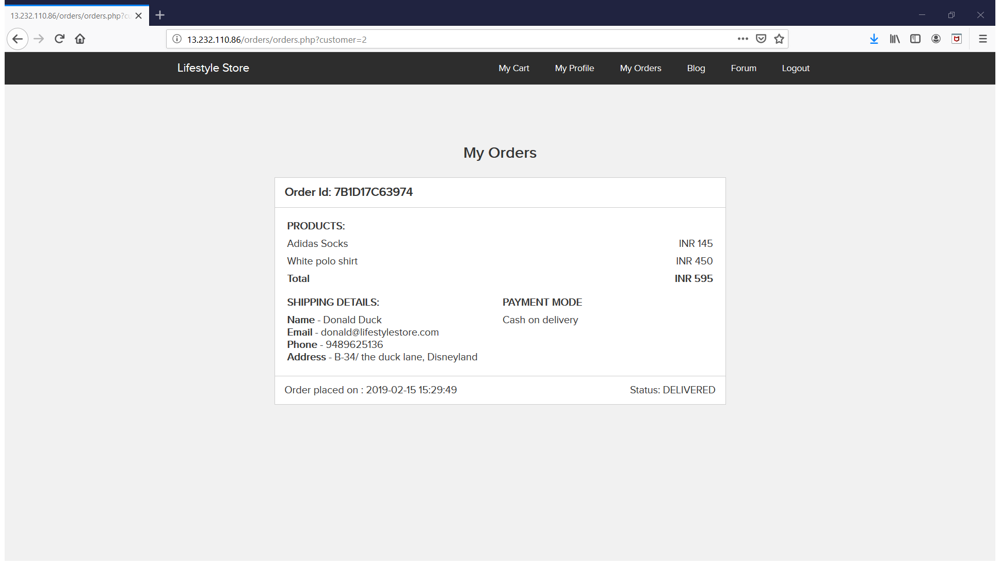 13.232.110.86/orders/orders.php?cu
13.232.110.86/orders/orders.php?customer=2
Lifestyle Store My Cart My Profile My Orders Blog Forum Logout
My Orders
Order Id: 7B1D17C63974
PRODUCTS:
Adidas Socks INR 145
White polo shirt INR 450
Total INR 595
SHIPPING DETAILS: PAYMENT MODE
Name - Donald Duck Cash on delivery
Email - donald@lifestylestore.com
Phone - 9489625136
Address - B-34/ the duck lane, Disneyland
Order placed on : 2019-02-15 15:29:49 Status: DELIVERED